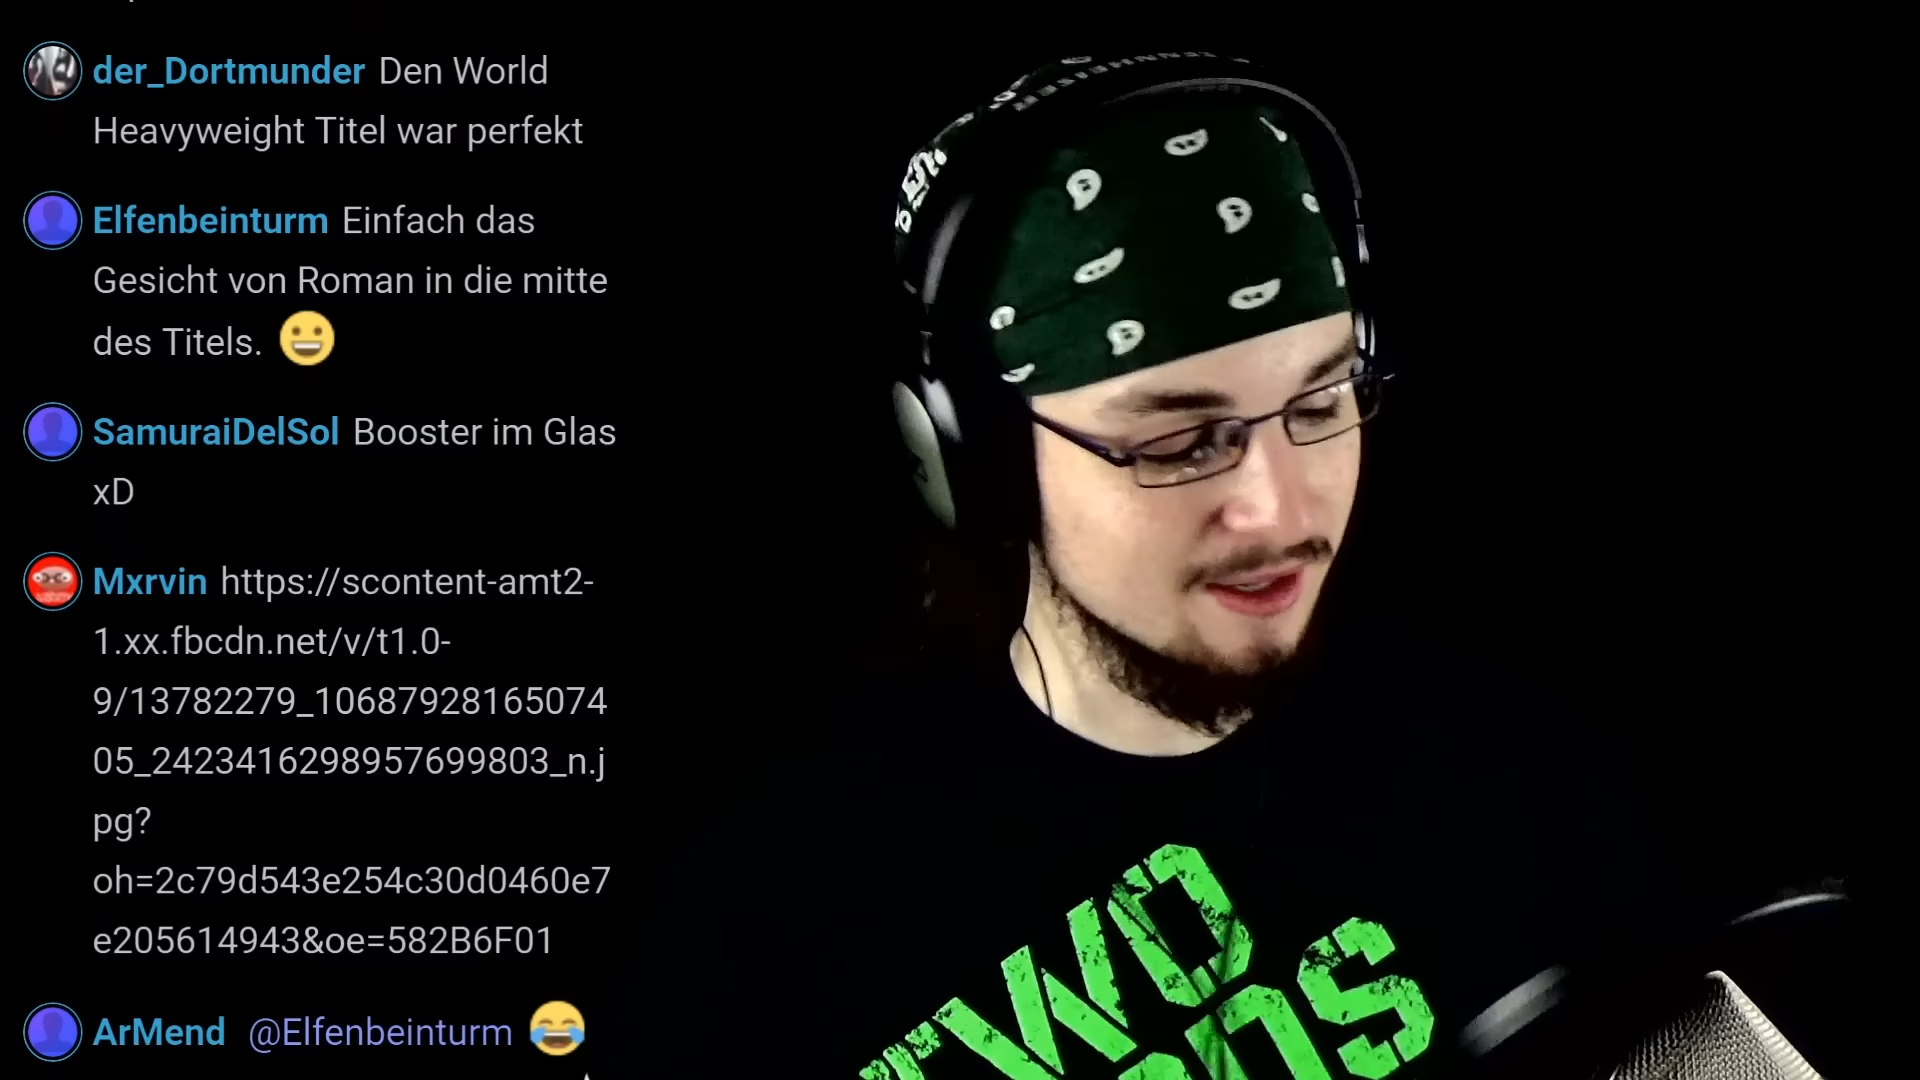 der_Dortmunder Den World
Heavyweight Titel war perfekt
Elfenbeinturm Einfach das
Gesicht von Roman in die mitte
des Titels. 😀
SamuraiDelSol Booster im Glas
xD
Mxrvin https://scontent-amt2-
1.xx.fbcdn.net/v/t1.0-
9/13782279_10687928165074
05_2423416298957699803_n.j
pg?
oh=2c79d543e254c30d0460e7
e205614943&oe=582B6F01
ArMend @Elfenbeinturm 😂
SENNHEISER
TWO